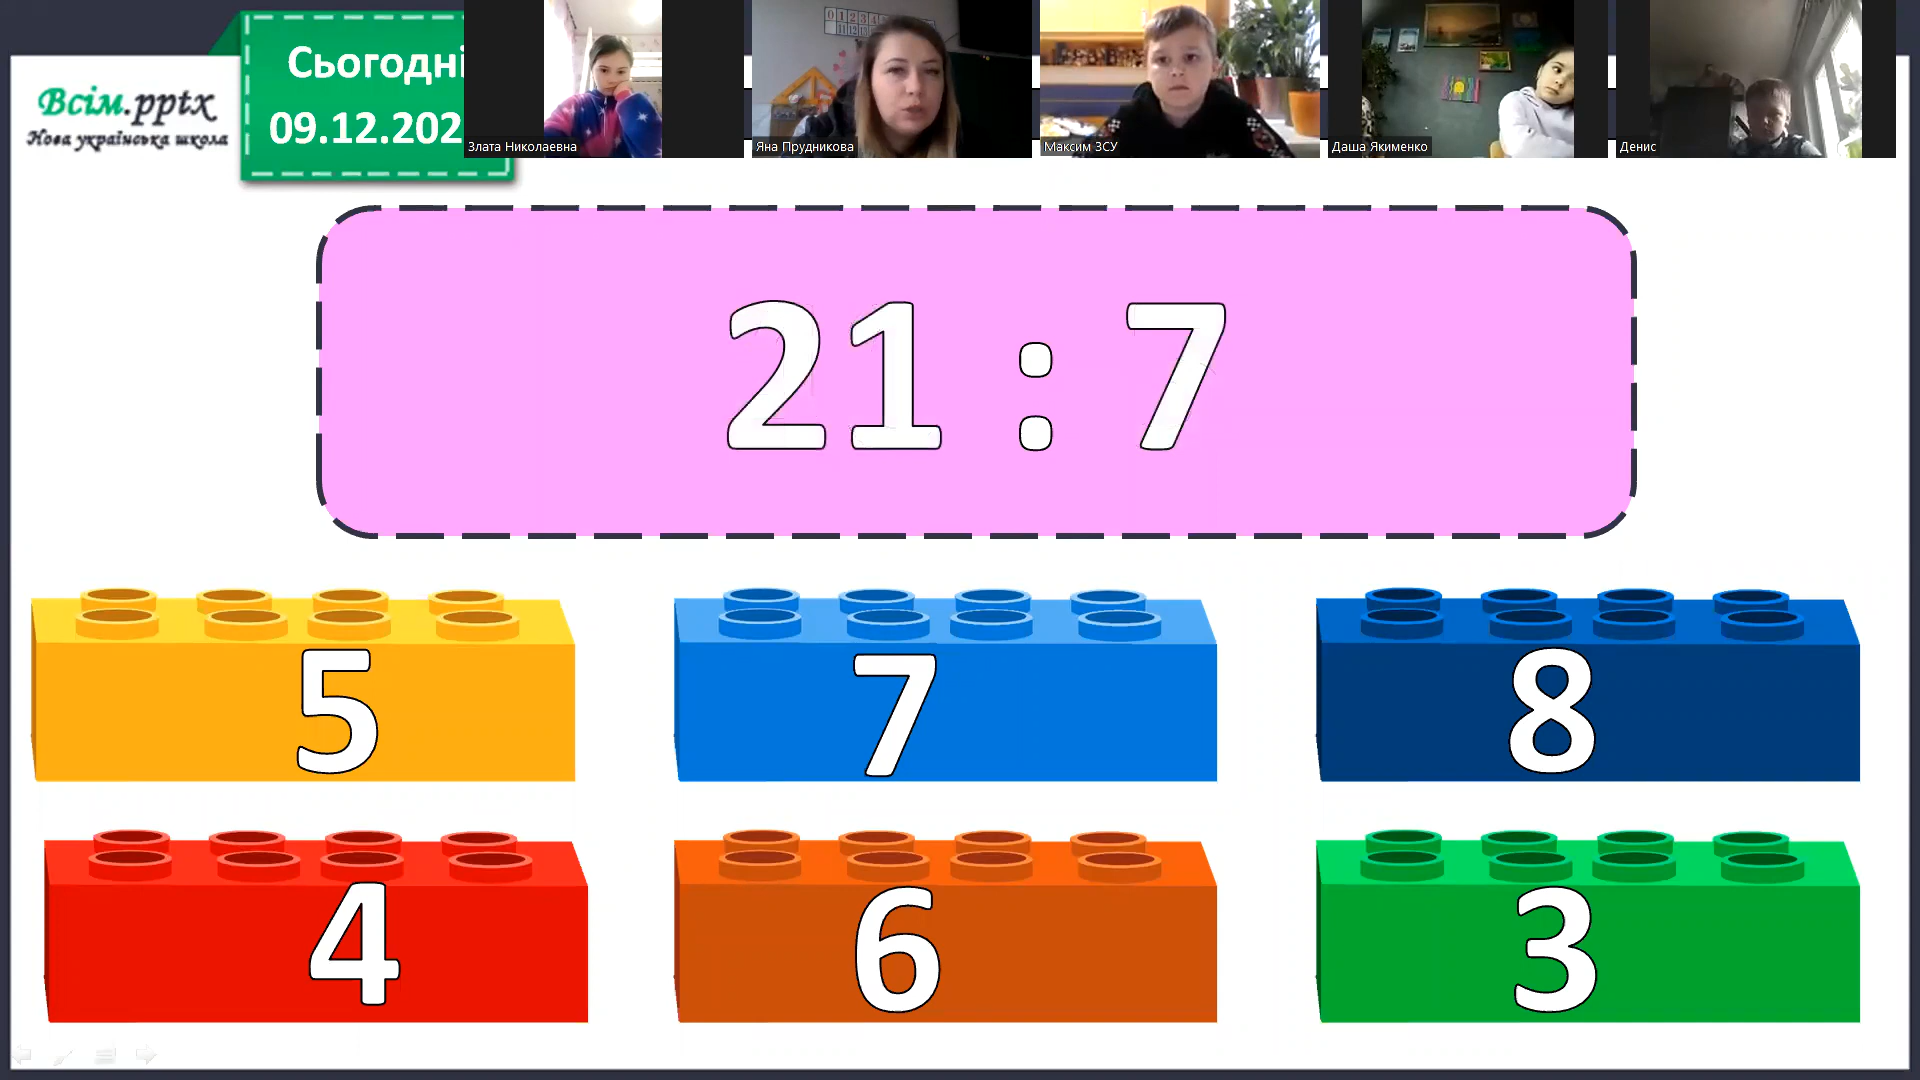 Всім.pptx
Нова українська школа
Сьогодні
09.12.202
Злата Николаевна
Яна Прудникова
Максим ЗСУ
Даша Якименко
Денис
21 : 7
5
7
8
4
6
3